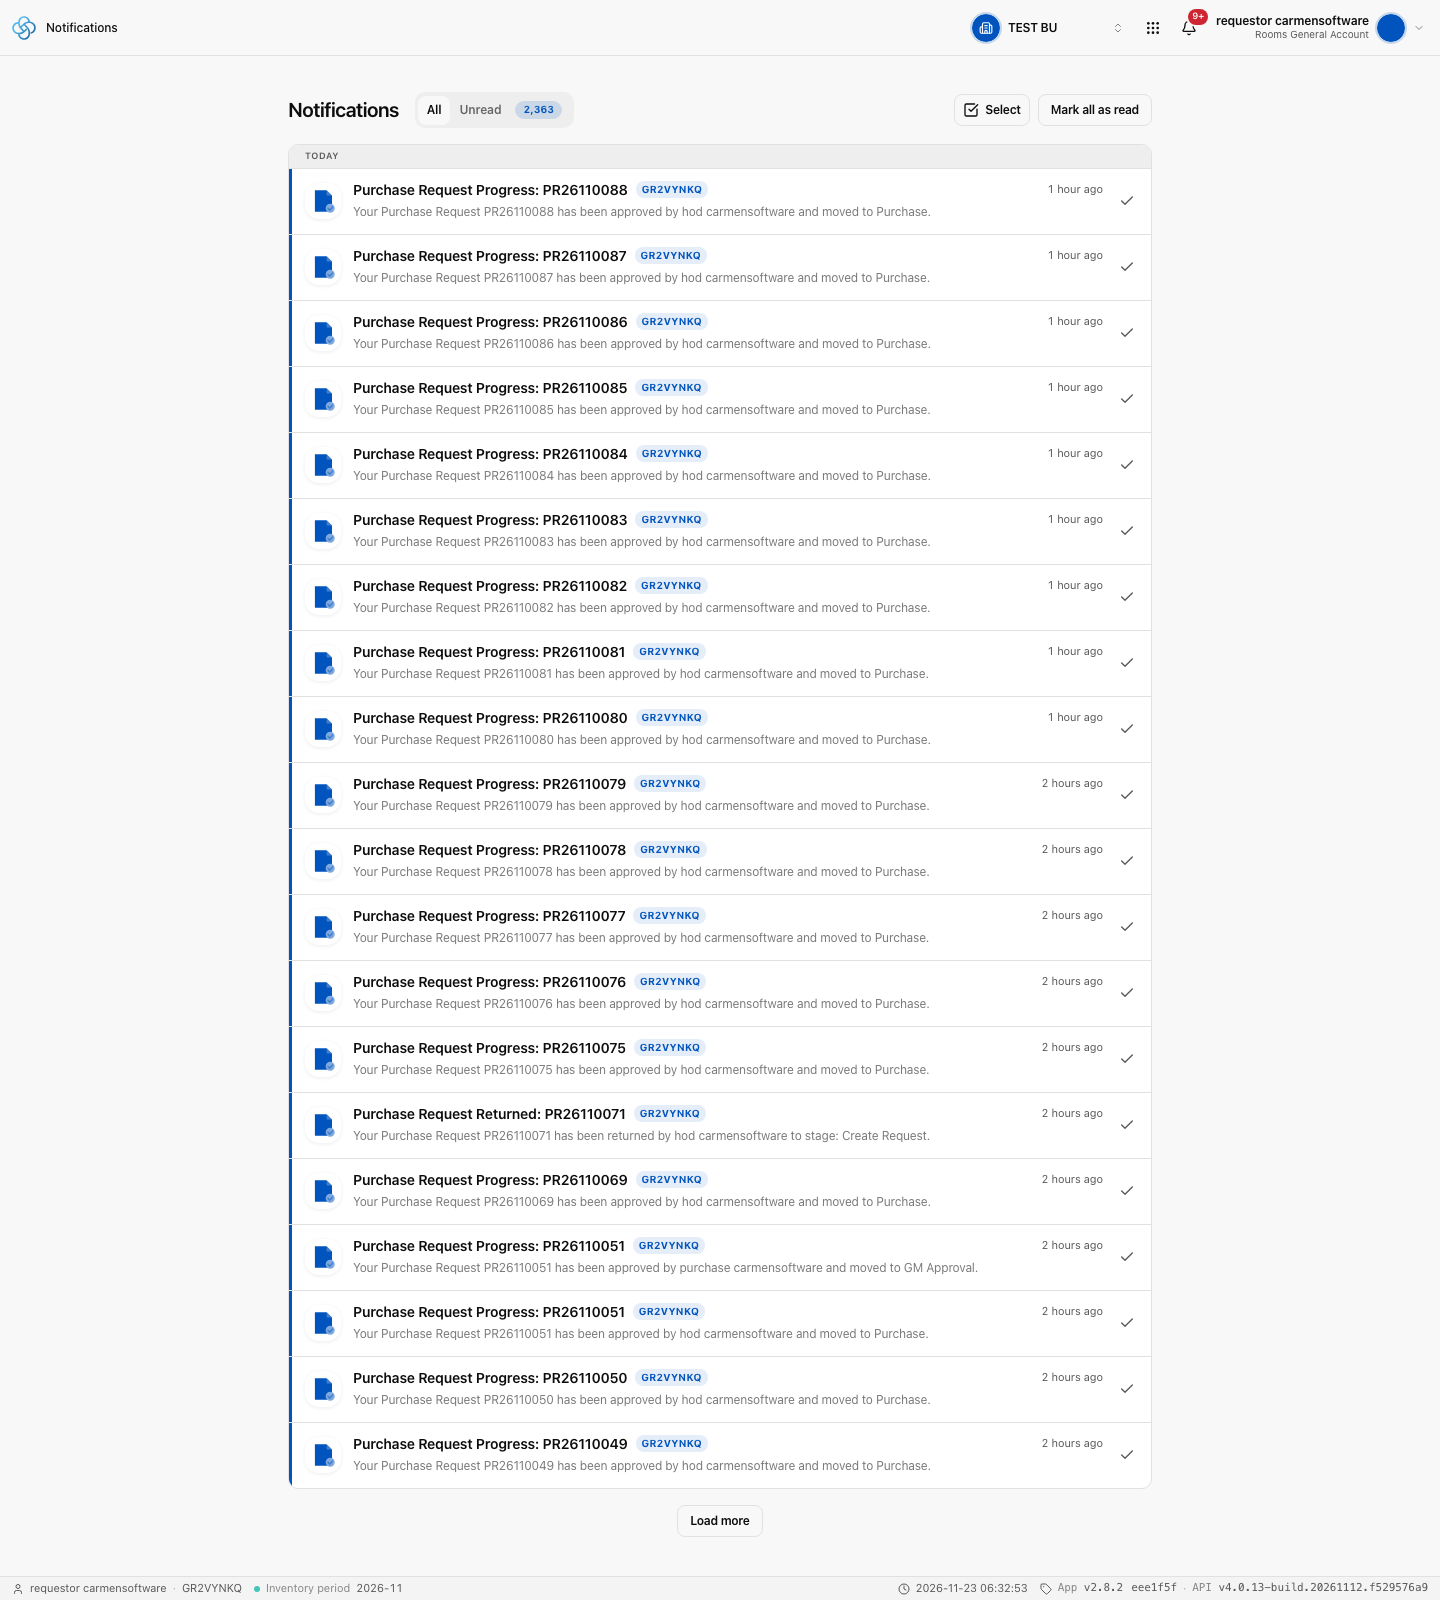 Notifications
TEST BU
9+
requestor carmensoftware
Rooms General Account
Notifications
All
Unread
2,363
Select
Mark all as read
TODAY
Purchase Request Progress: PR26110088 GR2VYNKQ 1 hour ago
Your Purchase Request PR26110088 has been approved by hod carmensoftware and moved to Purchase.
Purchase Request Progress: PR26110087 GR2VYNKQ 1 hour ago
Your Purchase Request PR26110087 has been approved by hod carmensoftware and moved to Purchase.
Purchase Request Progress: PR26110086 GR2VYNKQ 1 hour ago
Your Purchase Request PR26110086 has been approved by hod carmensoftware and moved to Purchase.
Purchase Request Progress: PR26110085 GR2VYNKQ 1 hour ago
Your Purchase Request PR26110085 has been approved by hod carmensoftware and moved to Purchase.
Purchase Request Progress: PR26110084 GR2VYNKQ 1 hour ago
Your Purchase Request PR26110084 has been approved by hod carmensoftware and moved to Purchase.
Purchase Request Progress: PR26110083 GR2VYNKQ 1 hour ago
Your Purchase Request PR26110083 has been approved by hod carmensoftware and moved to Purchase.
Purchase Request Progress: PR26110082 GR2VYNKQ 1 hour ago
Your Purchase Request PR26110082 has been approved by hod carmensoftware and moved to Purchase.
Purchase Request Progress: PR26110081 GR2VYNKQ 1 hour ago
Your Purchase Request PR26110081 has been approved by hod carmensoftware and moved to Purchase.
Purchase Request Progress: PR26110080 GR2VYNKQ 1 hour ago
Your Purchase Request PR26110080 has been approved by hod carmensoftware and moved to Purchase.
Purchase Request Progress: PR26110079 GR2VYNKQ 2 hours ago
Your Purchase Request PR26110079 has been approved by hod carmensoftware and moved to Purchase.
Purchase Request Progress: PR26110078 GR2VYNKQ 2 hours ago
Your Purchase Request PR26110078 has been approved by hod carmensoftware and moved to Purchase.
Purchase Request Progress: PR26110077 GR2VYNKQ 2 hours ago
Your Purchase Request PR26110077 has been approved by hod carmensoftware and moved to Purchase.
Purchase Request Progress: PR26110076 GR2VYNKQ 2 hours ago
Your Purchase Request PR26110076 has been approved by hod carmensoftware and moved to Purchase.
Purchase Request Progress: PR26110075 GR2VYNKQ 2 hours ago
Your Purchase Request PR26110075 has been approved by hod carmensoftware and moved to Purchase.
Purchase Request Returned: PR26110071 GR2VYNKQ 2 hours ago
Your Purchase Request PR26110071 has been returned by hod carmensoftware to stage: Create Request.
Purchase Request Progress: PR26110069 GR2VYNKQ 2 hours ago
Your Purchase Request PR26110069 has been approved by hod carmensoftware and moved to Purchase.
Purchase Request Progress: PR26110051 GR2VYNKQ 2 hours ago
Your Purchase Request PR26110051 has been approved by purchase carmensoftware and moved to GM Approval.
Purchase Request Progress: PR26110051 GR2VYNKQ 2 hours ago
Your Purchase Request PR26110051 has been approved by hod carmensoftware and moved to Purchase.
Purchase Request Progress: PR26110050 GR2VYNKQ 2 hours ago
Your Purchase Request PR26110050 has been approved by hod carmensoftware and moved to Purchase.
Purchase Request Progress: PR26110049 GR2VYNKQ 2 hours ago
Your Purchase Request PR26110049 has been approved by hod carmensoftware and moved to Purchase.
Load more
requestor carmensoftware · GR2VYNKQ Inventory period 2026-11
2026-11-23 06:32:53 App v2.8.2 eee1f5f · API v4.0.13-build.20261112.f529576a9